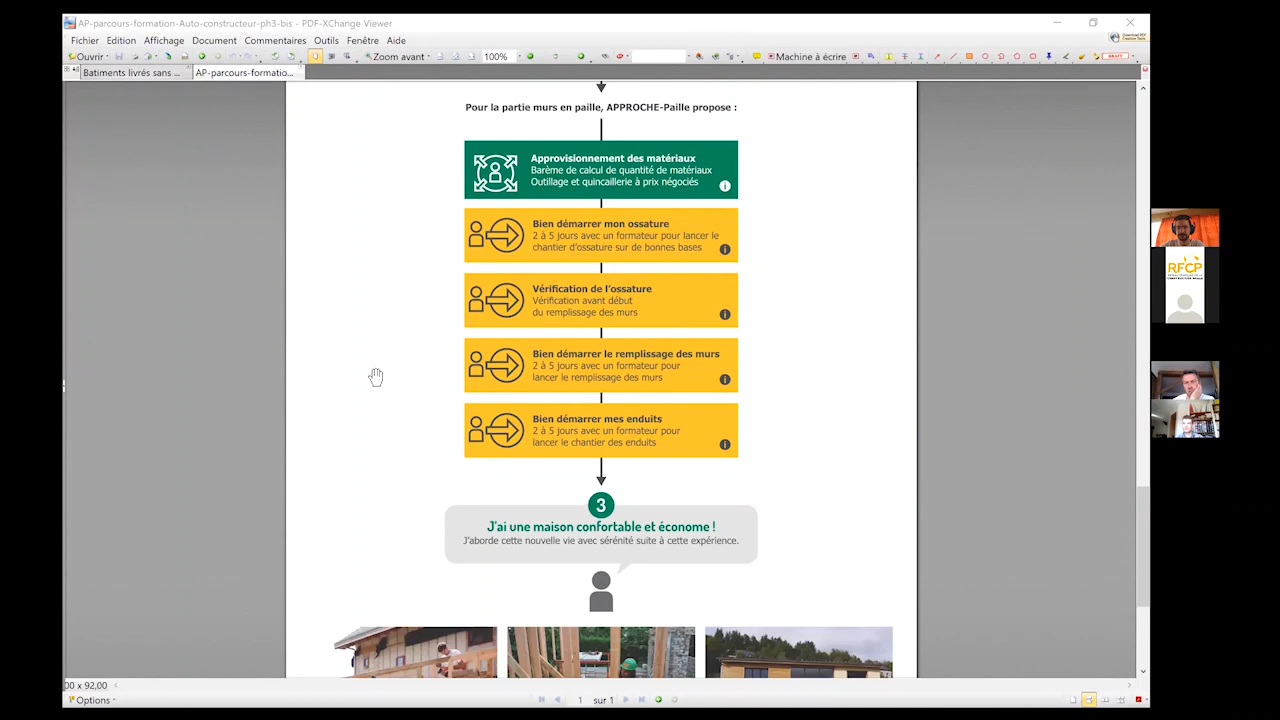 AP-parcours-formation-Auto-constructeur-ph3-bis - PDF-XChange Viewer
Fichier Edition Affichage Document Commentaires Outils Fenêtre Aide
Ouvrir Zoom avant 100% Machine à écrire
Batiments livrés sans ... AP-parcours-formatio...
Pour la partie murs en paille, APPROCHE-Paille propose :
Approvisionnement des matériaux
Barème de calcul de quantité de matériaux
Outillage et quincaillerie à prix négociés
Bien démarrer mon ossature
2 à 5 jours avec un formateur pour lancer le
chantier d'ossature sur de bonnes bases
Vérification de l'ossature
Vérification avant début
du remplissage des murs
Bien démarrer le remplissage des murs
2 à 5 jours avec un formateur pour
lancer le remplissage des murs
Bien démarrer mes enduits
2 à 5 jours avec un formateur pour
lancer le chantier des enduits
3
J'ai une maison confortable et économe !
J'aborde cette nouvelle vie avec sérénité suite à cette expérience.
RFCP
00 x 92,00
Options
1 sur 1